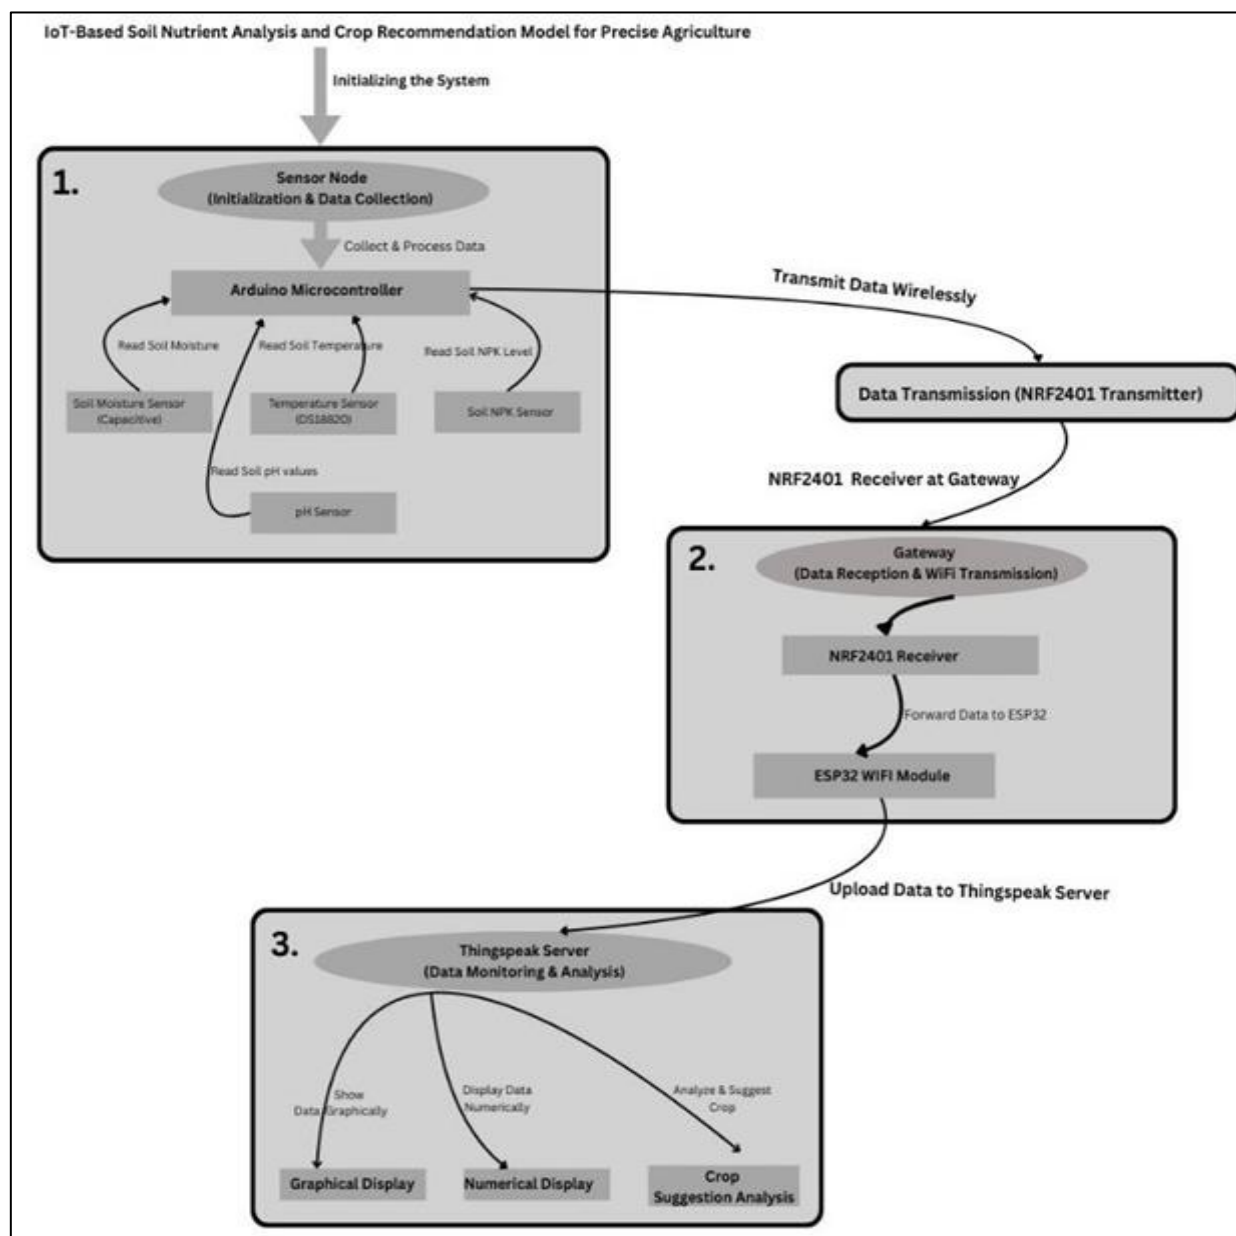 IoT-Based Soil Nutrient Analysis and Crop Recommendation Model for Precise Agriculture
Initializing the System
1.
Sensor Node
(Initialization & Data Collection)
Collect & Process Data
Arduino Microcontroller
Transmit Data Wirelessly
Read Soil Moisture
Read Soil Temperature
Read Soil NPK Level
Soil Moisture Sensor
(Capacitive)
Temperature Sensor
(DS18820)
Soil NPK Sensor
Read Soil pH values
pH Sensor
Data Transmission (NRF2401 Transmitter)
NRF2401 Receiver at Gateway
2.
Gateway
(Data Reception & WiFi Transmission)
NRF2401 Receiver
Forward Data to ESP32
ESP32 WIFI Module
Upload Data to Thingspeak Server
3.
Thingspeak Server
(Data Monitoring & Analysis)
Show
Data Graphically
Display Data
Numerically
Analyze & Suggest
Crop
Graphical Display
Numerical Display
Crop
Suggestion Analysis